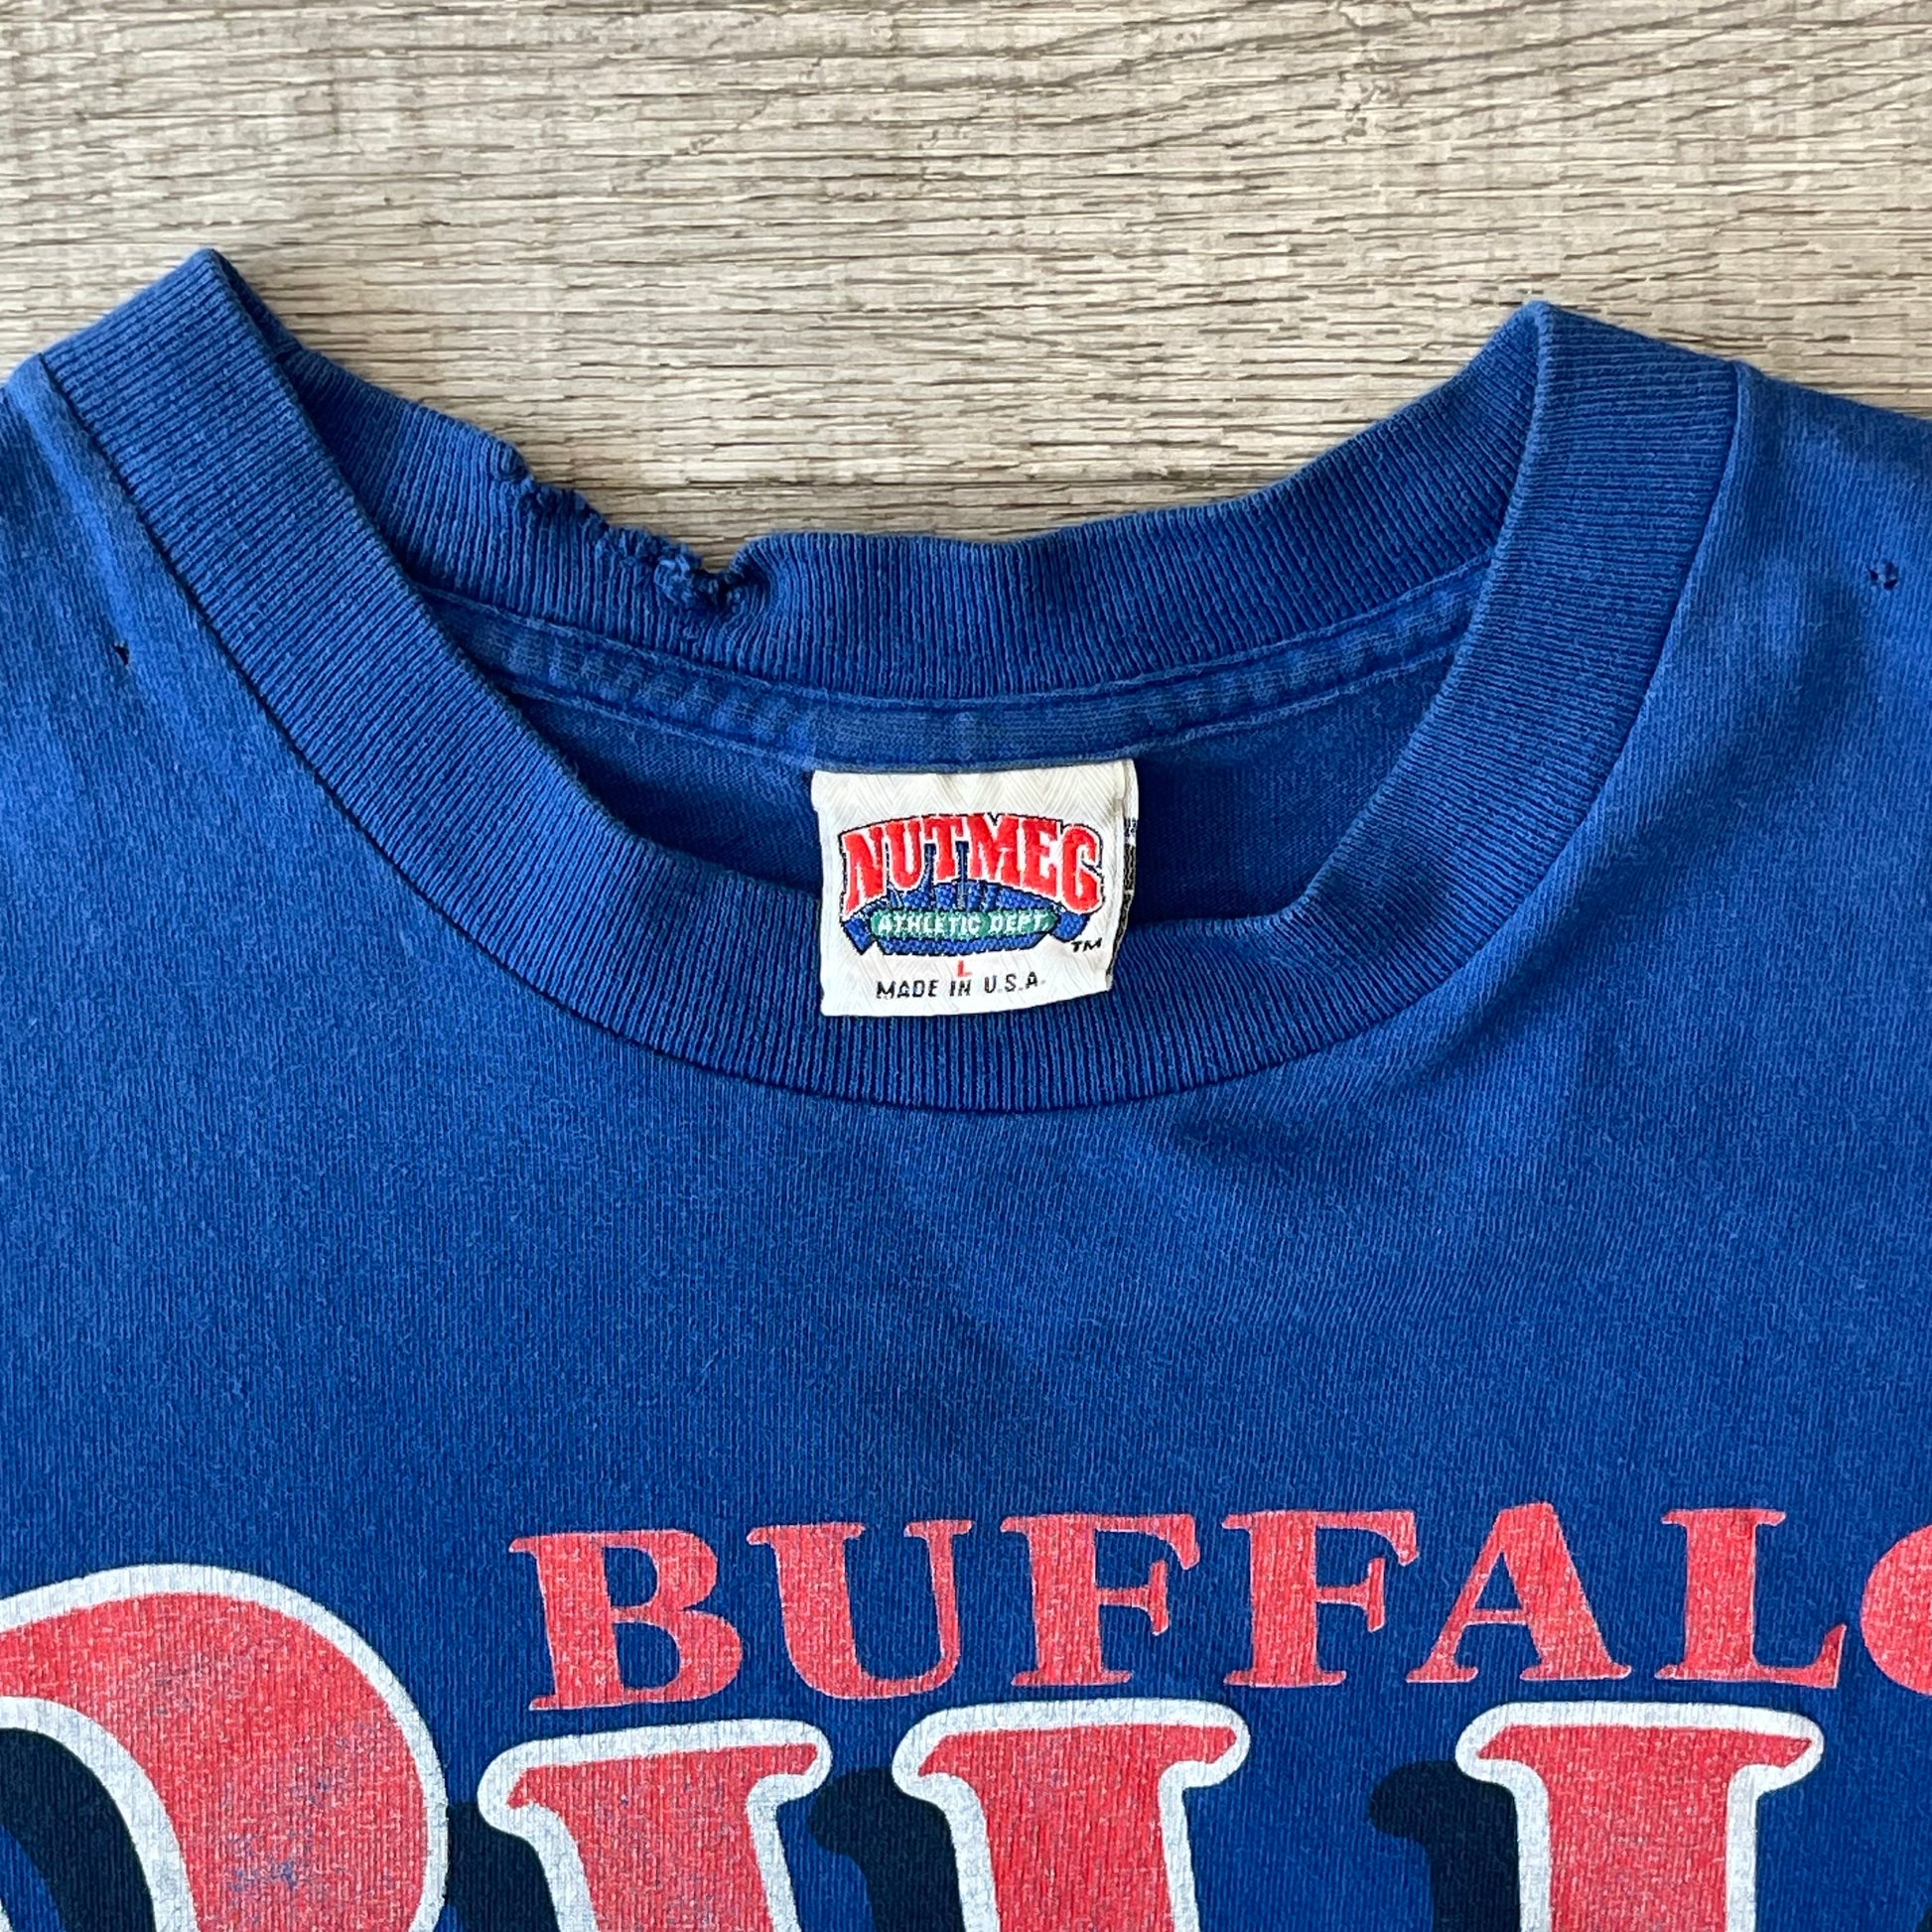 NUTMEG
ATHLETIC DEPT.
TM
L
MADE IN U.S.A.
BUFFALO